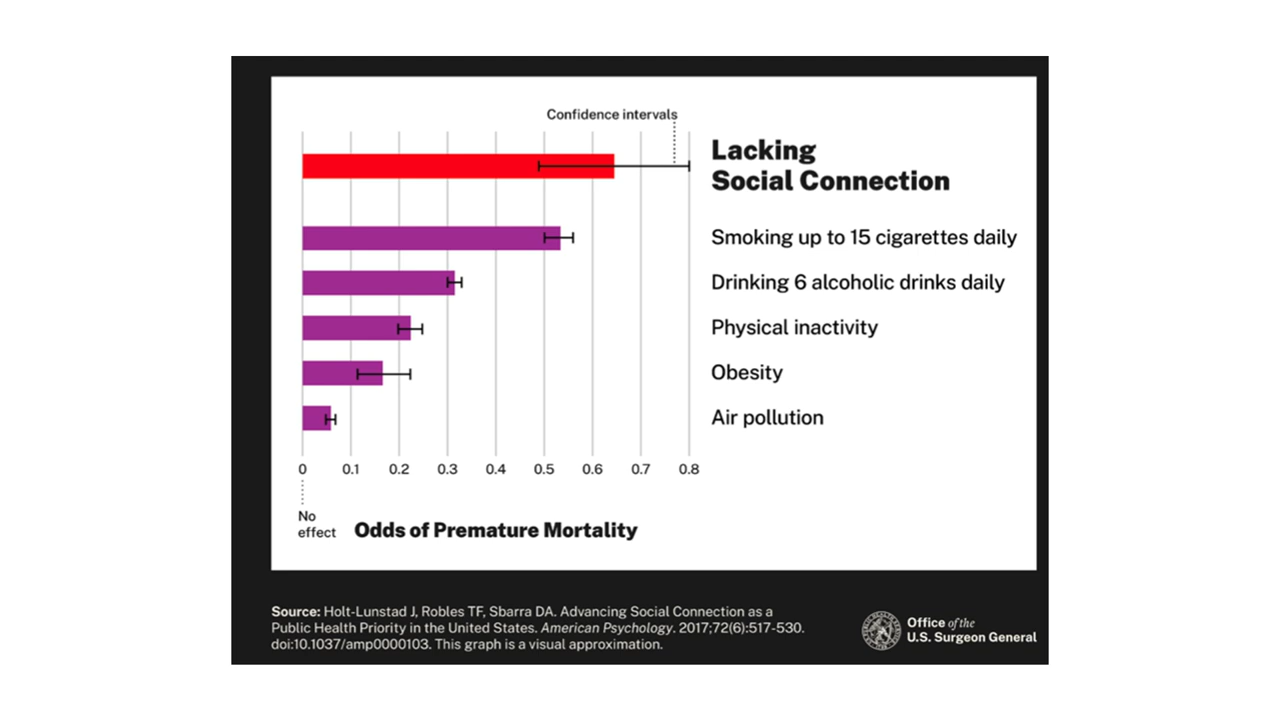 Confidence intervals
Lacking
Social Connection
Smoking up to 15 cigarettes daily
Drinking 6 alcoholic drinks daily
Physical inactivity
Obesity
Air pollution
0 0.1 0.2 0.3 0.4 0.5 0.6 0.7 0.8
No
effect
Odds of Premature Mortality
Source: Holt-Lunstad J, Robles TF, Sbarra DA. Advancing Social Connection as a
Public Health Priority in the United States. American Psychology. 2017;72(6):517-530.
doi:10.1037/amp0000103. This graph is a visual approximation.
Office of the
U.S. Surgeon General